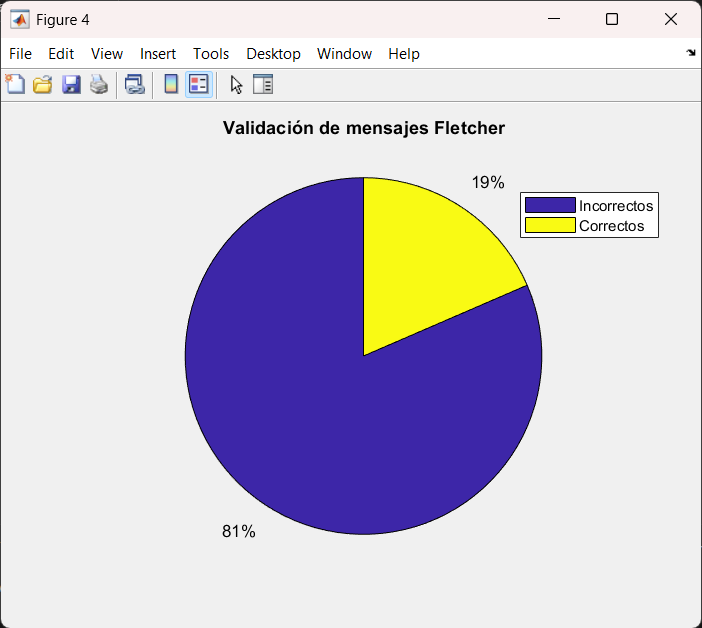 Figure 4
File Edit View Insert Tools Desktop Window Help
Validación de mensajes Fletcher
19%
Incorrectos
Correctos
81%